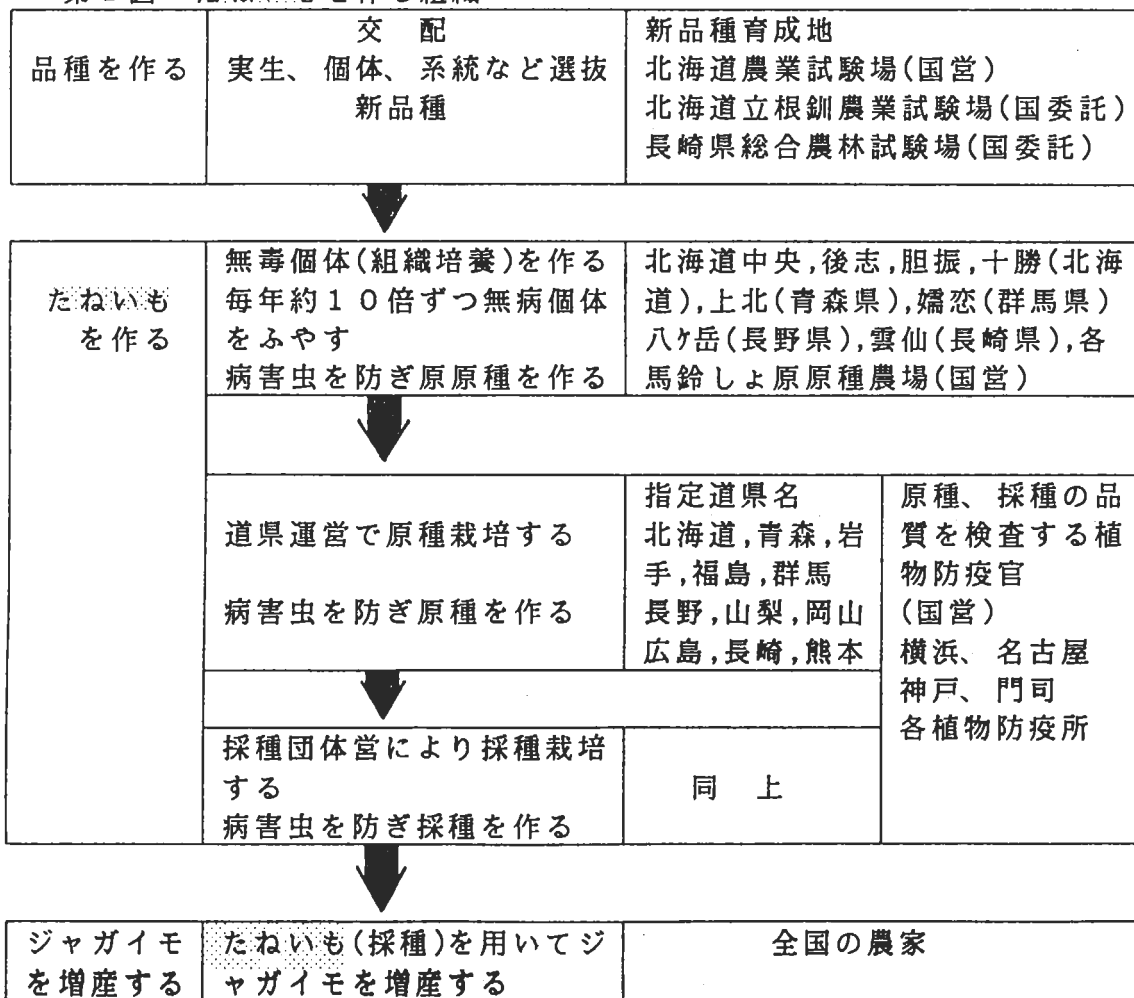 品種を作る
交　配
実生、個体、系統など選抜
新品種
新品種育成地
北海道農業試験場(国営)
北海道立根釧農業試験場(国委託)
長崎県総合農林試験場(国委託)
たねいも
を作る
無毒個体(組織培養)を作る
毎年約１０倍ずつ無病個体
をふやす
病害虫を防ぎ原原種を作る
北海道中央,後志,胆振,十勝(北海
道),上北(青森県),嬬恋(群馬県)
八ケ岳(長野県),雲仙(長崎県),各
馬鈴しょ原原種農場(国営)
道県運営で原種栽培する
病害虫を防ぎ原種を作る
指定道県名
北海道,青森,岩
手,福島,群馬
長野,山梨,岡山
広島,長崎,熊本
原種、採種の品
質を検査する植
物防疫官
(国営)
横浜、名古屋
神戸、門司
各植物防疫所
採種団体営により採種栽培
する
病害虫を防ぎ採種を作る
同　上
ジャガイモ
を増産する
たねいも(採種)を用いてジ
ャガイモを増産する
全国の農家